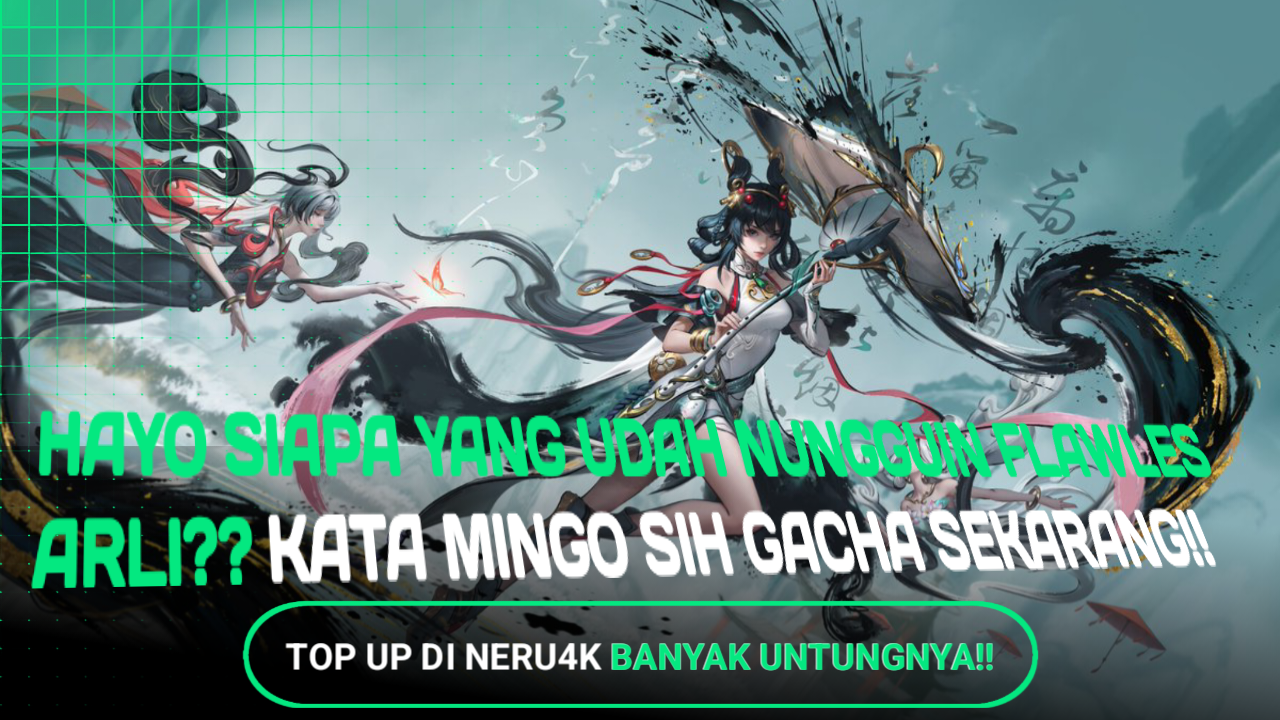 HAYO SIAPA YANG UDAH NUNGGUIN FLAWLES
ARLI?? KATA MINGO SIH GACHA SEKARANG!!
TOP UP DI NERU4K BANYAK UNTUNGNYA!!